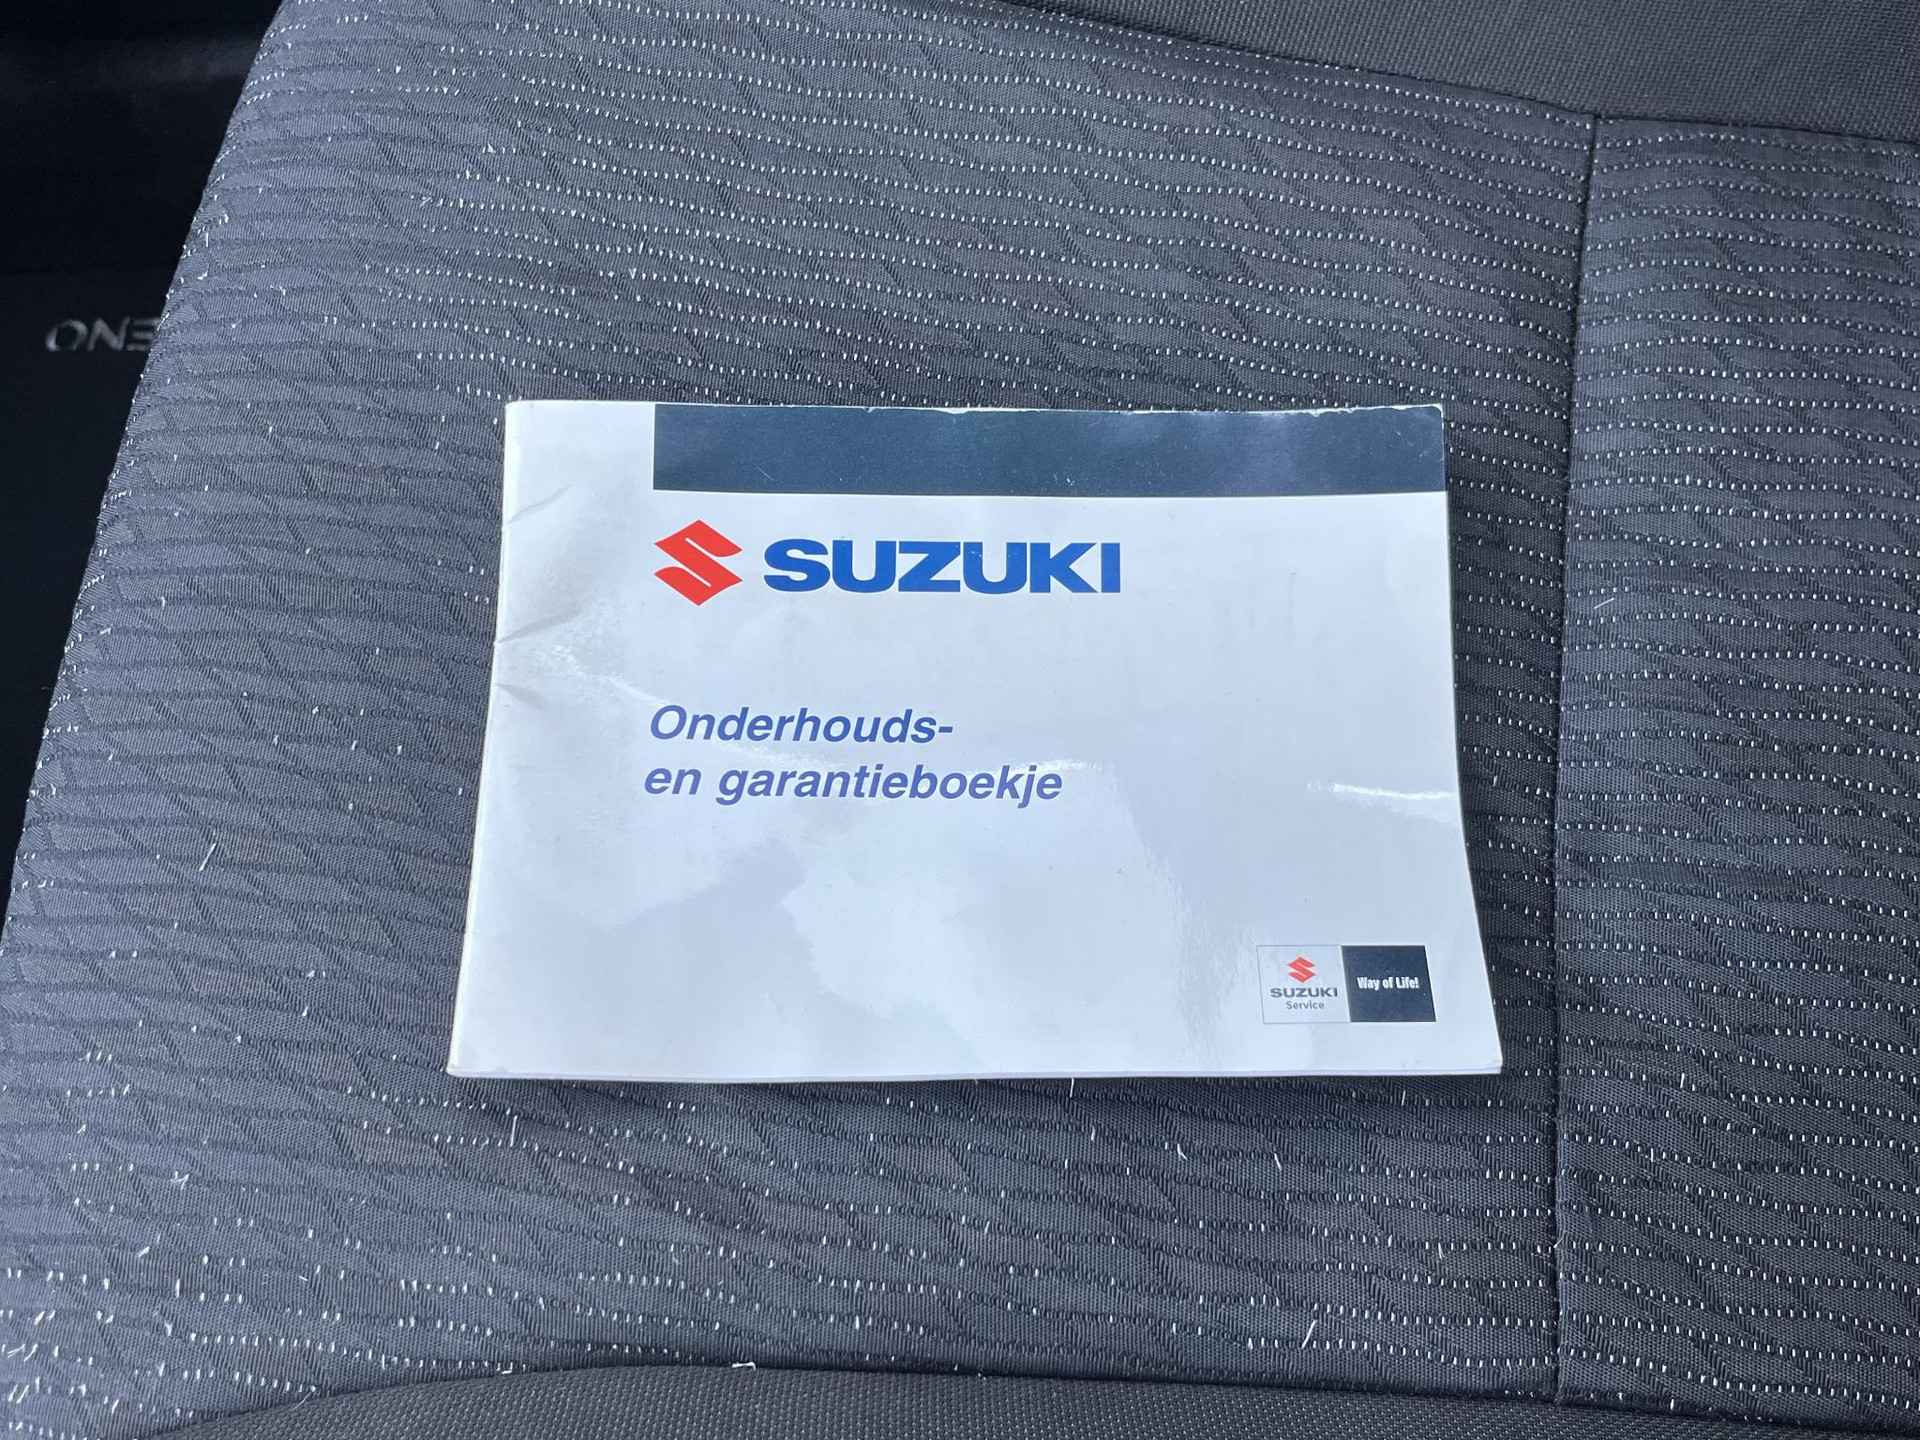 SUZUKI
Onderhouds-
en garantieboekje
SUZUKI
Service
Way of Life!